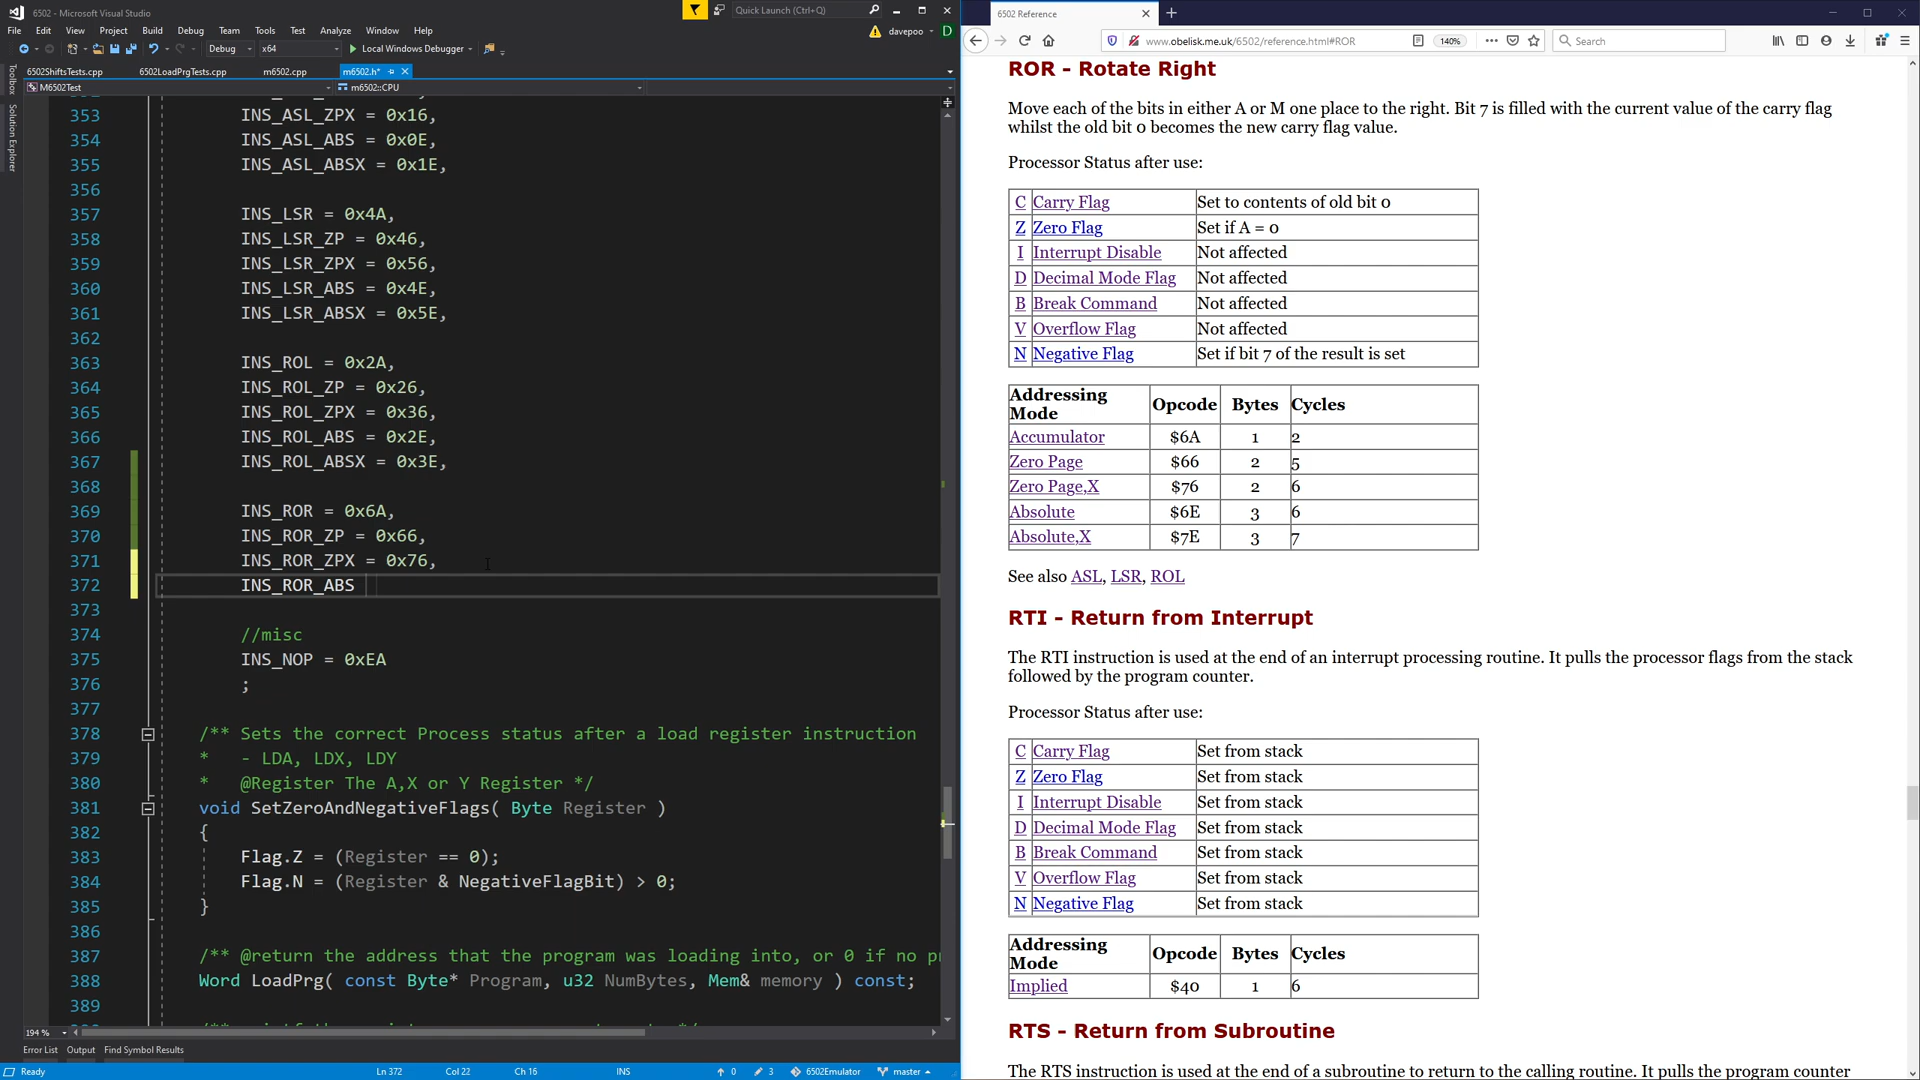 6502 - Microsoft Visual Studio
Quick Launch (Ctrl+Q)
File Edit View Project Build Debug Team Tools Test Analyze Window Help
davepoo D
Debug x64 Local Windows Debugger
Toolbox
Solution Explorer
6502ShiftsTests.cpp 6502LoadPrgTests.cpp m6502.cpp m6502.h*
M6502Test m6502::CPU
353 INS_ASL_ZPX = 0x16,
354 INS_ASL_ABS = 0x0E,
355 INS_ASL_ABSX = 0x1E,
356
357 INS_LSR = 0x4A,
358 INS_LSR_ZP = 0x46,
359 INS_LSR_ZPX = 0x56,
360 INS_LSR_ABS = 0x4E,
361 INS_LSR_ABSX = 0x5E,
362
363 INS_ROL = 0x2A,
364 INS_ROL_ZP = 0x26,
365 INS_ROL_ZPX = 0x36,
366 INS_ROL_ABS = 0x2E,
367 INS_ROL_ABSX = 0x3E,
368
369 INS_ROR = 0x6A,
370 INS_ROR_ZP = 0x66,
371 INS_ROR_ZPX = 0x76,
372 INS_ROR_ABS
373
374 //misc
375 INS_NOP = 0xEA
376 ;
377
378 /** Sets the correct Process status after a load register instruction
379 * - LDA, LDX, LDY
380 * @Register The A,X or Y Register */
381 void SetZeroAndNegativeFlags( Byte Register )
382 {
383 Flag.Z = (Register == 0);
384 Flag.N = (Register & NegativeFlagBit) > 0;
385 }
386
387 /** @return the address that the program was loading into, or 0 if no p
388 Word LoadPrg( const Byte* Program, u32 NumBytes, Mem& memory ) const;
389
194 %
Error List Output Find Symbol Results
Ready Ln 372 Col 22 Ch 16 INS 0 3 6502Emulator master
6502 Reference
www.obelisk.me.uk/6502/reference.html#ROR 140% Search
ROR - Rotate Right
Move each of the bits in either A or M one place to the right. Bit 7 is filled with the current value of the carry flag
whilst the old bit 0 becomes the new carry flag value.
Processor Status after use:
C Carry Flag Set to contents of old bit 0
Z Zero Flag Set if A = 0
I Interrupt Disable Not affected
D Decimal Mode Flag Not affected
B Break Command Not affected
V Overflow Flag Not affected
N Negative Flag Set if bit 7 of the result is set
Addressing Mode Opcode Bytes Cycles
Accumulator $6A 1 2
Zero Page $66 2 5
Zero Page,X $76 2 6
Absolute $6E 3 6
Absolute,X $7E 3 7
See also ASL, LSR, ROL
RTI - Return from Interrupt
The RTI instruction is used at the end of an interrupt processing routine. It pulls the processor flags from the stack
followed by the program counter.
Processor Status after use:
C Carry Flag Set from stack
Z Zero Flag Set from stack
I Interrupt Disable Set from stack
D Decimal Mode Flag Set from stack
B Break Command Set from stack
V Overflow Flag Set from stack
N Negative Flag Set from stack
Addressing Mode Opcode Bytes Cycles
Implied $40 1 6
RTS - Return from Subroutine
The RTS instruction is used at the end of a subroutine to return to the calling routine. It pulls the program counter